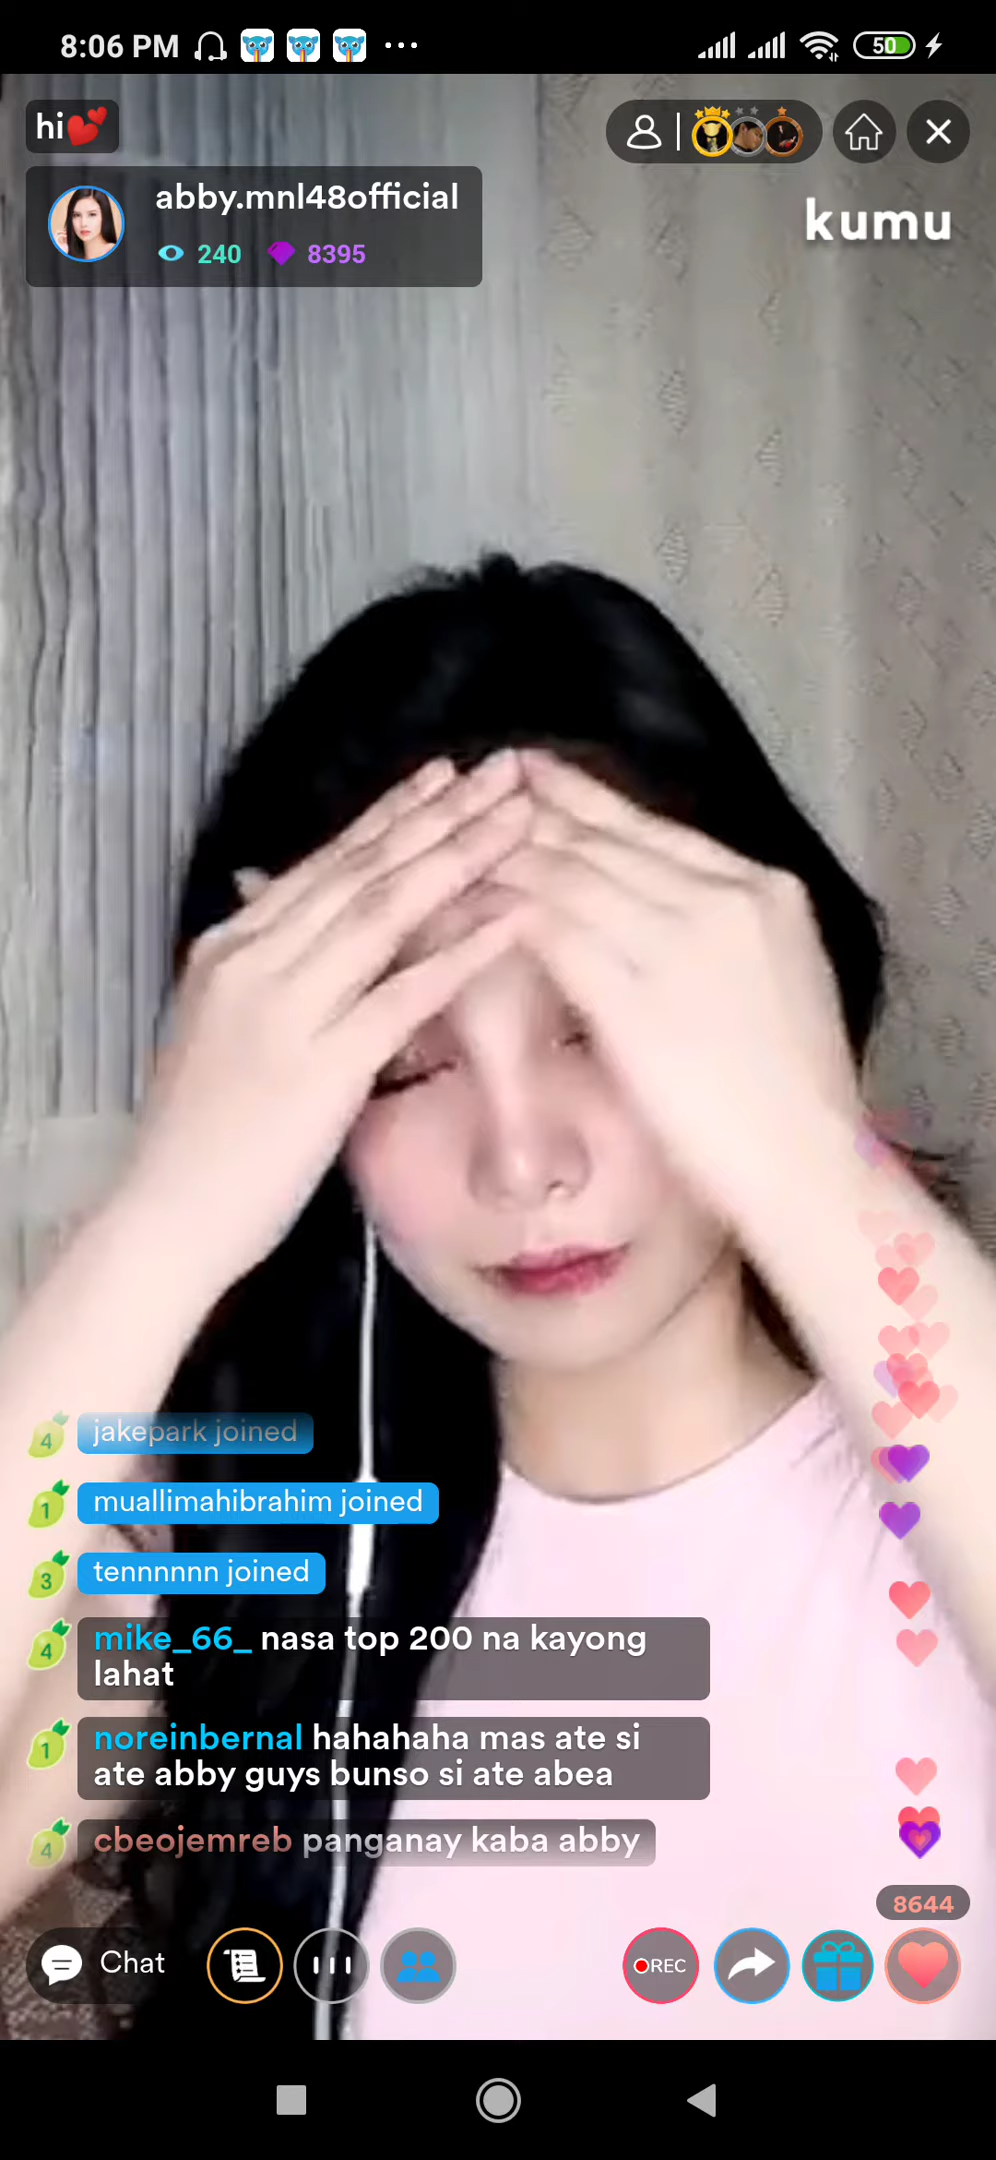 8:06 PM
50
hi💕
abby.mnl48official
240 8395
kumu
4 jakepark joined
1 muallimahibrahim joined
3 tennnnnn joined
4 mike_66_ nasa top 200 na kayong
lahat
1 noreinbernal hahahaha mas ate si
ate abby guys bunso si ate abea
4 cbeojemreb panganay kaba abby
8644
Chat
REC